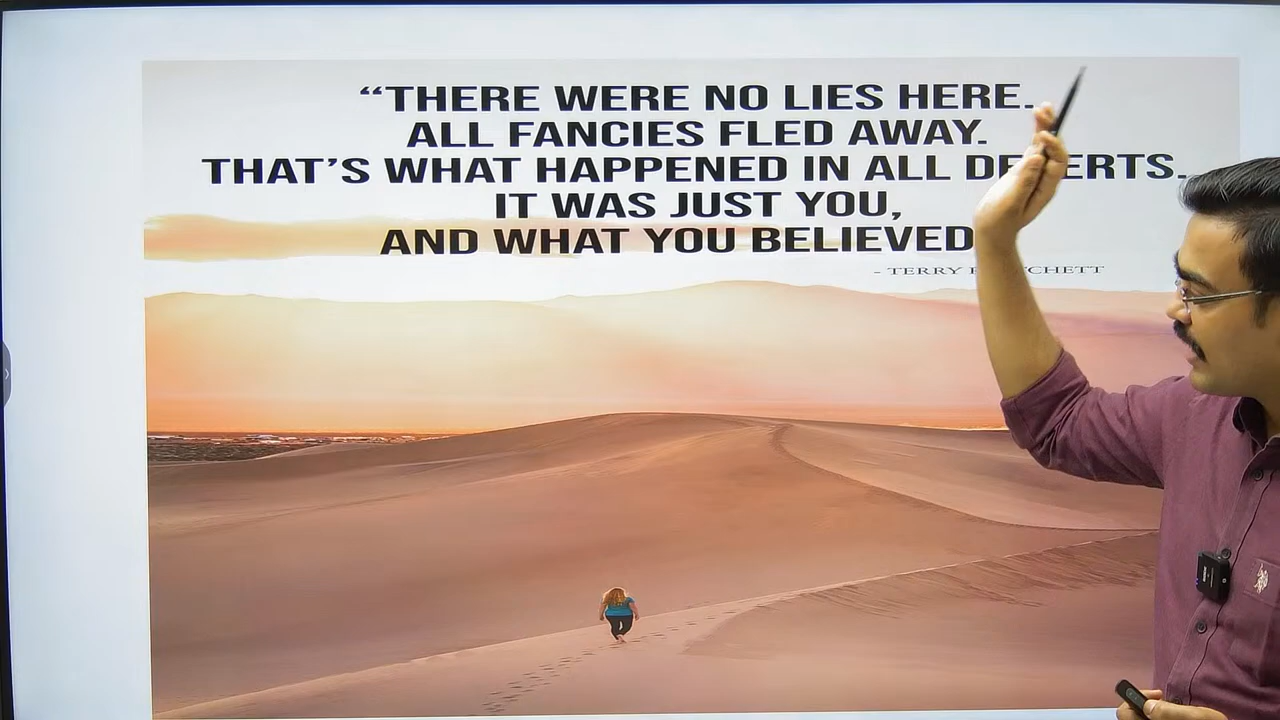 “THERE WERE NO LIES HERE.
ALL FANCIES FLED AWAY.
THAT’S WHAT HAPPENED IN ALL
IT WAS JUST YOU,
AND WHAT YOU BELIEVED
- TERRY